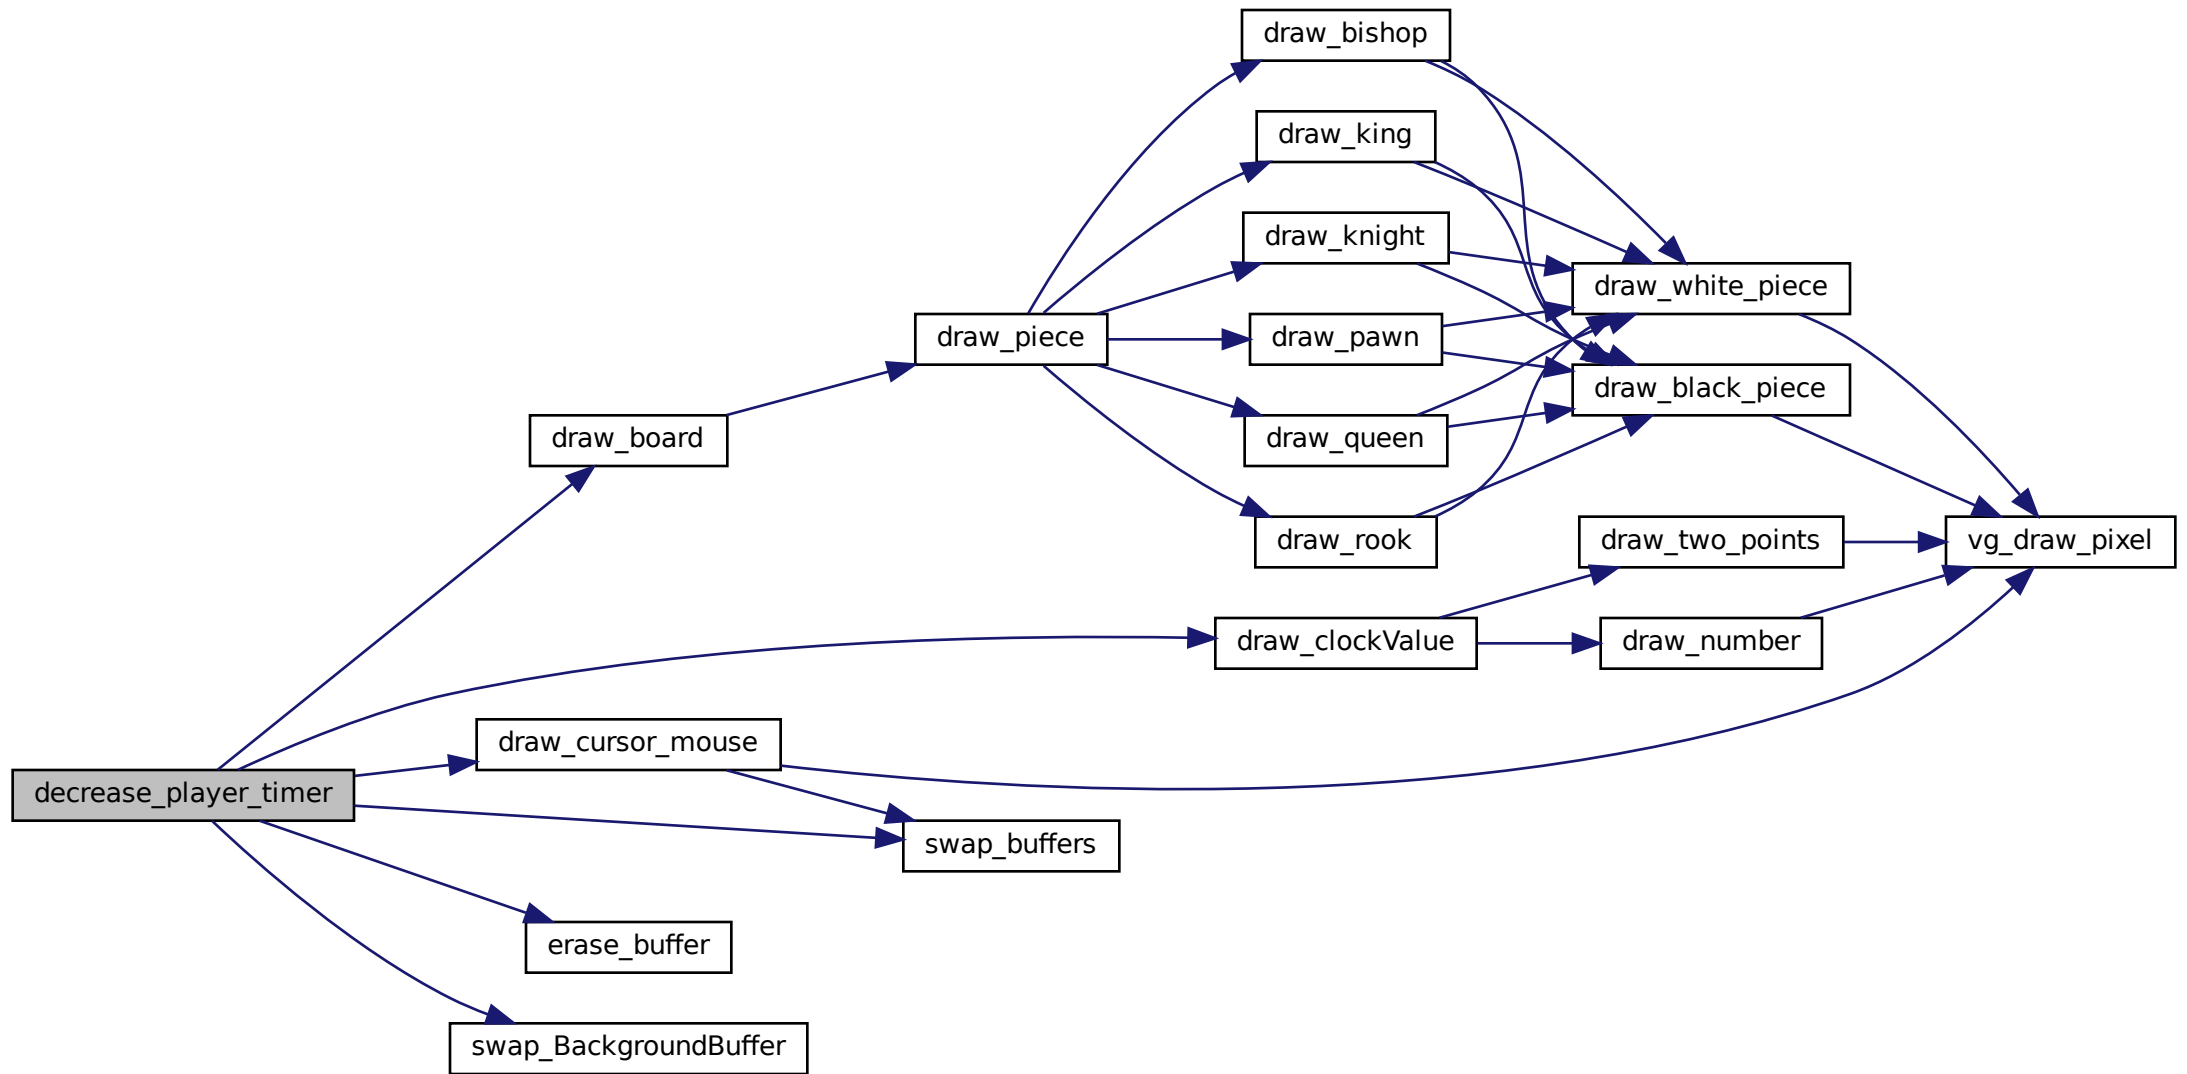 draw_bishop
draw_king
draw_knight
draw_white_piece
draw_piece
draw_pawn
draw_black_piece
draw_board
draw_queen
draw_rook
draw_two_points
vg_draw_pixel
draw_clockValue
draw_number
draw_cursor_mouse
decrease_player_timer
swap_buffers
erase_buffer
swap_BackgroundBuffer